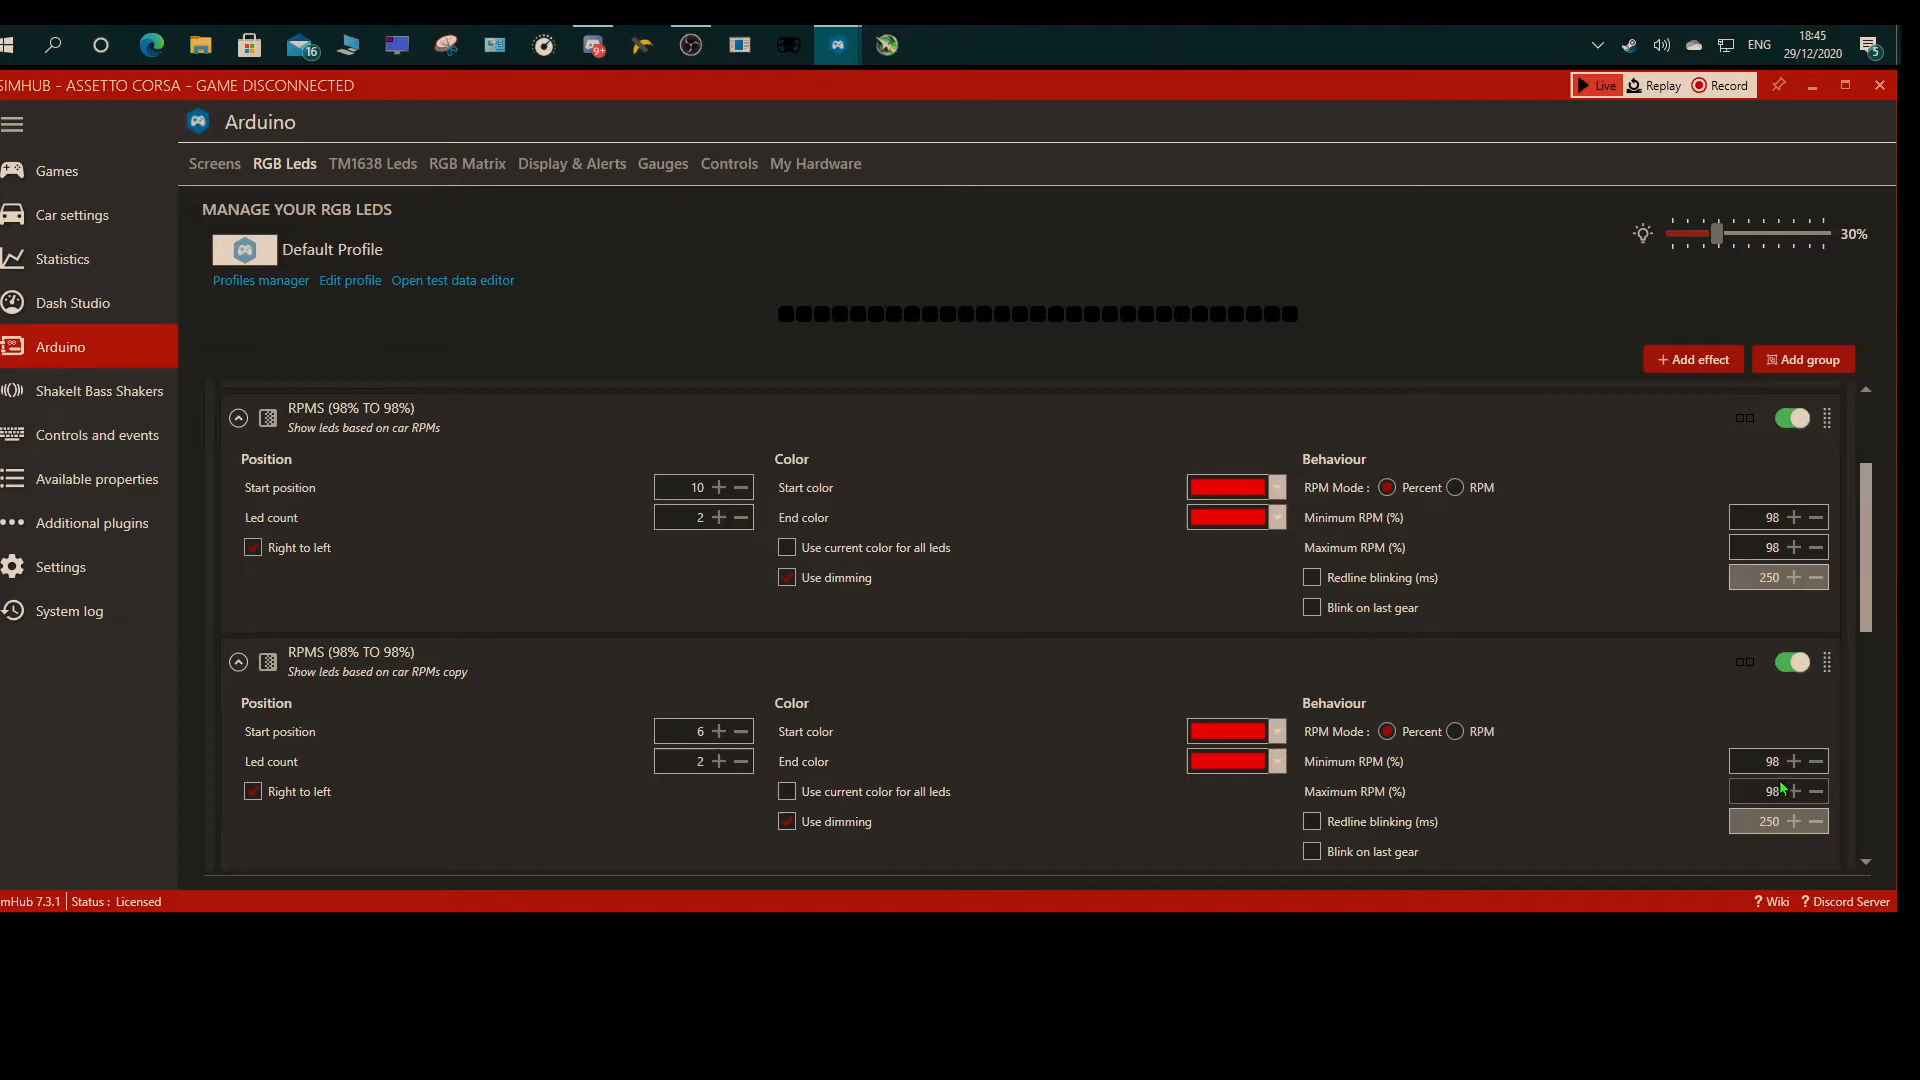 16
9+
ENG
18:45
29/12/2020
5
SIMHUB - ASSETTO CORSA - GAME DISCONNECTED
Live
Replay
Record
Arduino
Screens
RGB Leds
TM1638 Leds
RGB Matrix
Display & Alerts
Gauges
Controls
My Hardware
Games
Car settings
Statistics
Dash Studio
Arduino
ShakeIt Bass Shakers
Controls and events
Available properties
Additional plugins
Settings
System log
MANAGE YOUR RGB LEDS
Default Profile
Profiles manager
Edit profile
Open test data editor
30%
+ Add effect
Add group
RPMS (98% TO 98%)
Show leds based on car RPMs
Position
Start position
10
Led count
2
Right to left
Color
Start color
End color
Use current color for all leds
Use dimming
Behaviour
RPM Mode :
Percent
RPM
Minimum RPM (%)
98
Maximum RPM (%)
98
Redline blinking (ms)
250
Blink on last gear
RPMS (98% TO 98%)
Show leds based on car RPMs copy
Position
Start position
6
Led count
2
Right to left
Color
Start color
End color
Use current color for all leds
Use dimming
Behaviour
RPM Mode :
Percent
RPM
Minimum RPM (%)
98
Maximum RPM (%)
98
Redline blinking (ms)
250
Blink on last gear
mHub 7.3.1
Status : Licensed
? Wiki
? Discord Server